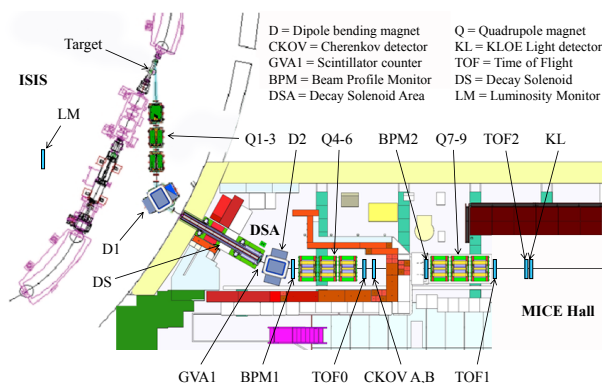 D = Dipole bending magnet
Q = Quadrupole magnet
CKOV = Cherenkov detector
KL = KLOE Light detector
GVA1 = Scintillator counter
TOF = Time of Flight
BPM = Beam Profile Monitor
DS = Decay Solenoid
DSA = Decay Solenoid Area
LM = Luminosity Monitor
Target
ISIS
LM
Q1-3
D2
Q4-6
BPM2
Q7-9
TOF2
KL
D1
DSA
DS
MICE Hall
GVA1
BPM1
TOF0
CKOV A,B
TOF1